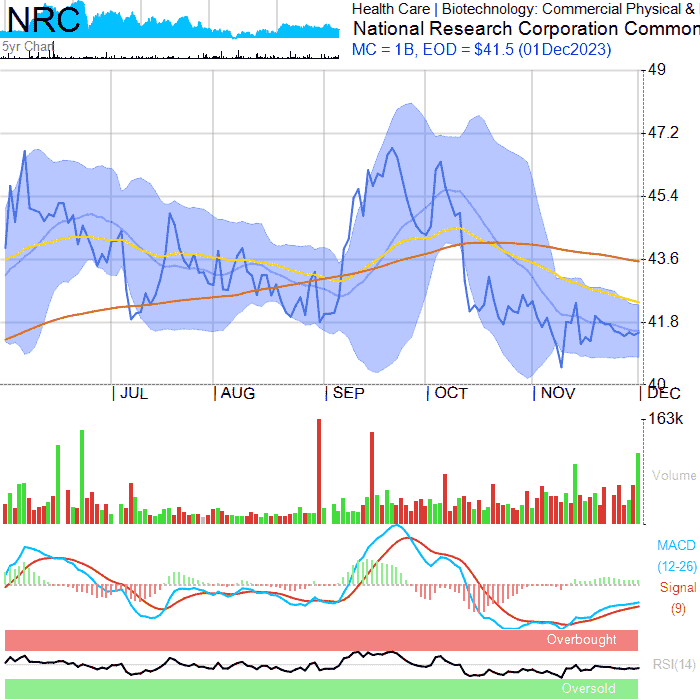 NRC
Health Care | Biotechnology: Commercial Physical &
National Research Corporation Common
5yr Chart
MC = 1B, EOD = $41.5 (01Dec2023)
49
47.2
45.4
43.6
41.8
40
JUL AUG SEP OCT NOV DEC
163k
Volume
MACD
(12-26)
Signal
(9)
Overbought
RSI(14)
Oversold